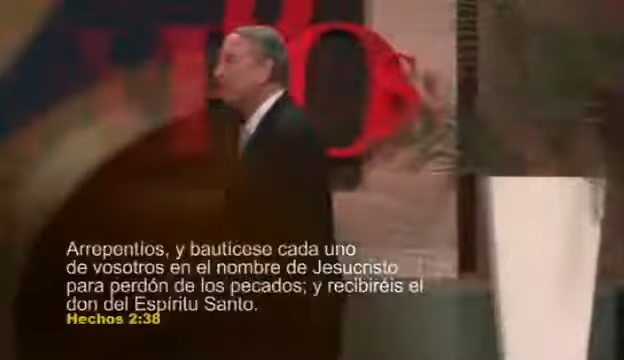 Arrepentíos, y bautícese cada uno
de vosotros en el nombre de Jesucristo
para perdón de los pecados; y recibiréis el
don del Espíritu Santo.
Hechos 2:38